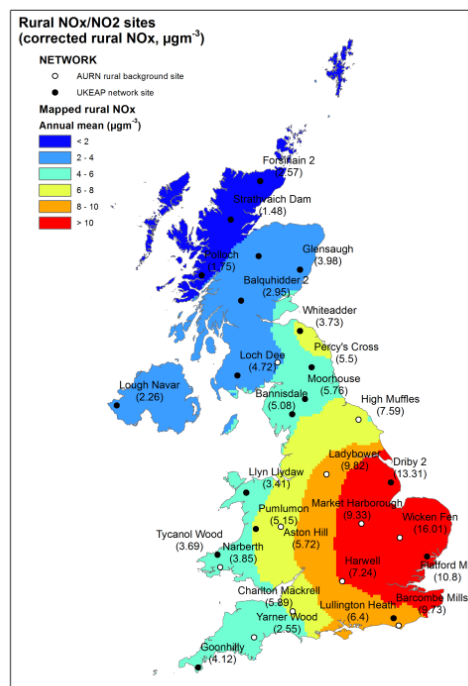 Rural NOx/NO2 sites
(corrected rural NOx, µgm-3)
NETWORK
AURN rural background site
UKEAP network site
Mapped rural NOx
Annual mean (µgm-3)
< 2
2 - 4
4 - 6
6 - 8
8 - 10
> 10
Forsinain 2
(2.57)
Strathvaich Dam
(1.48)
Polloch
(1.75)
Glensaugh
(3.98)
Balquhidder 2
(2.95)
Whiteadder
(3.73)
Percy's Cross
(5.5)
Loch Dee
(4.72)
Moorhouse
(5.76)
Lough Navar
(2.26)
Bannisdale
(5.08)
High Muffles
(7.59)
Ladybower
(9.82)
Driby 2
(13.31)
Llyn Llydaw
(3.41)
Market Harborough
(9.33)
Wicken Fen
(16.01)
Pumlumon
(5.15)
Aston Hill
(5.72)
Tycanol Wood
(3.69)
Narberth
(3.85)
Harwell
(7.24)
Flatford M
(10.8)
Charlton Mackrell
(5.89)
Lullington Heath
(6.4)
Barcombe Mills
(9.73)
Yarner Wood
(2.55)
Goonhilly
(4.12)